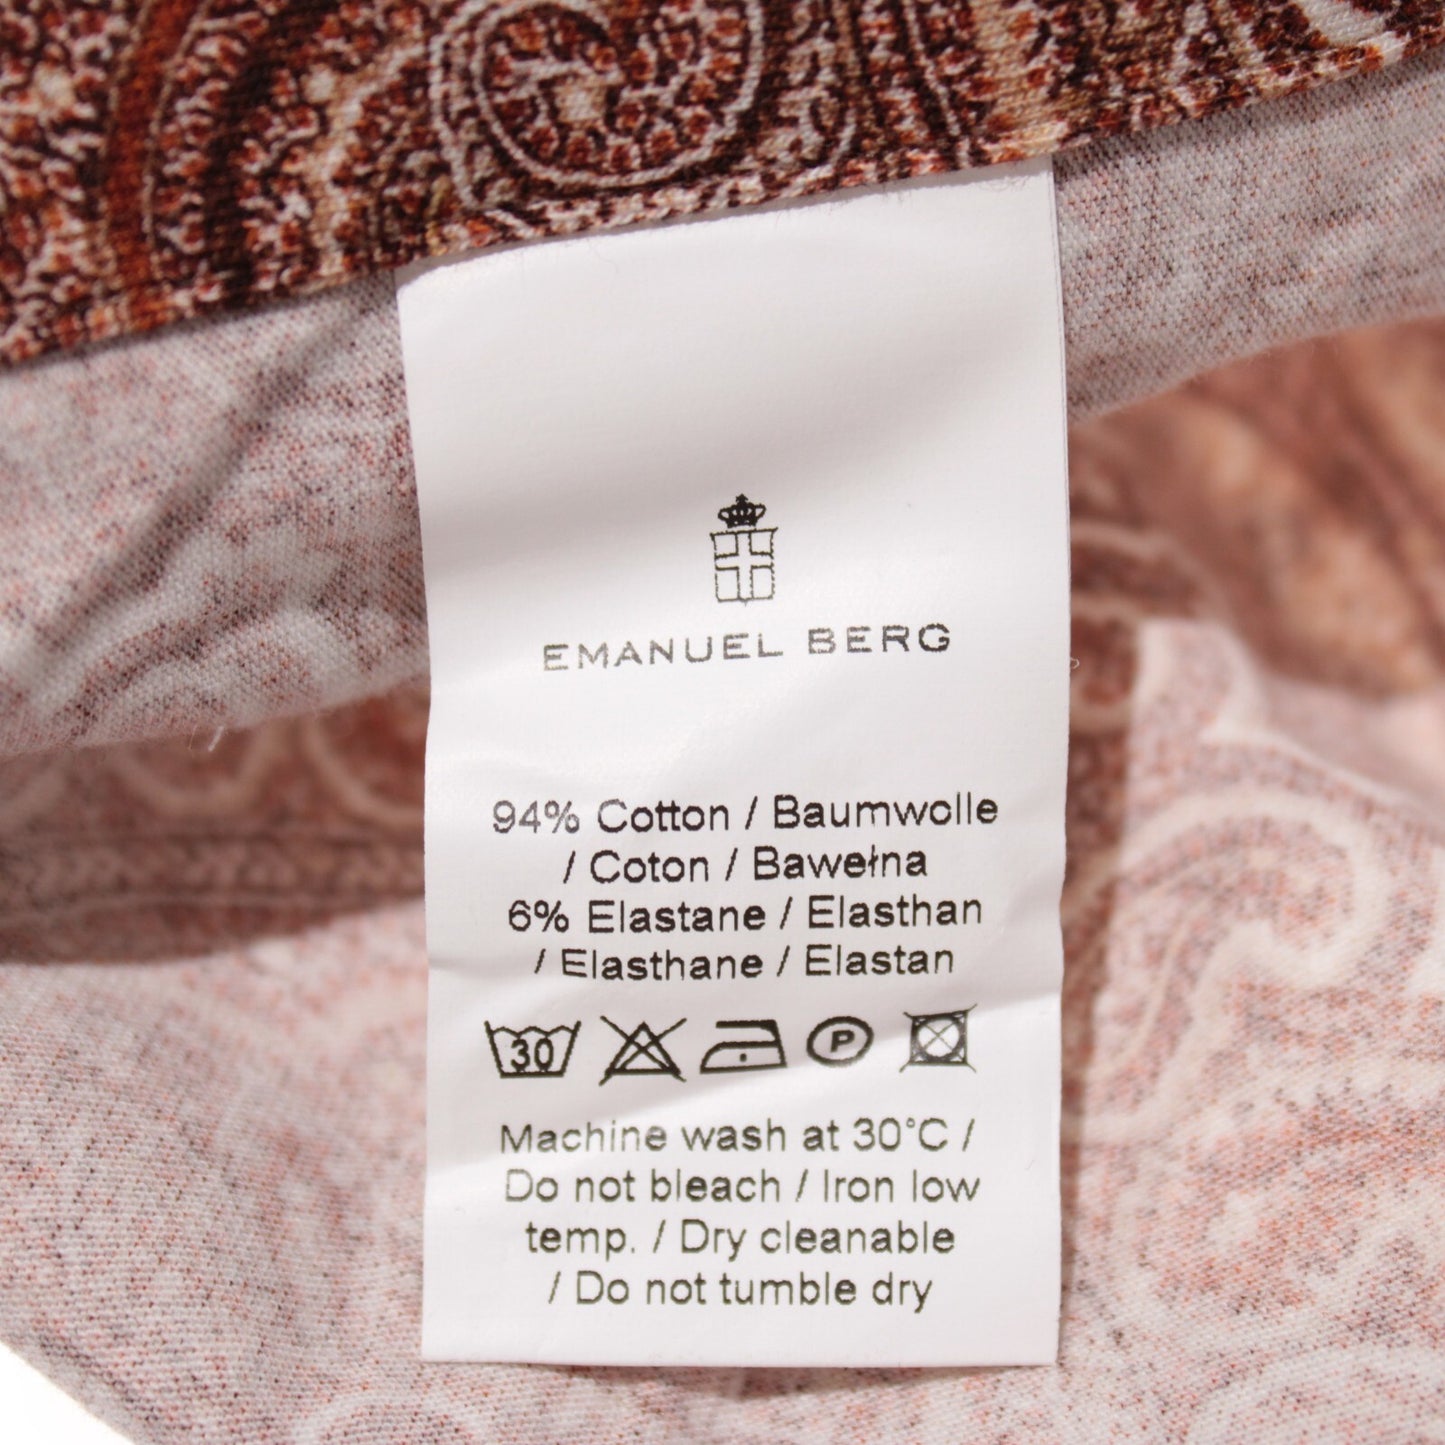 EMANUEL BERG
94% Cotton / Baumwolle
/ Coton / Bawełna
6% Elastane / Elasthan
/ Elasthane / Elastan
30 P
Machine wash at 30°C /
Do not bleach / Iron low
temp. / Dry cleanable
/ Do not tumble dry